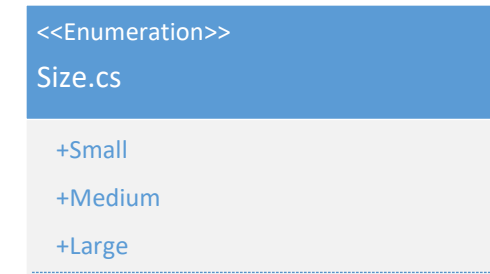 <<Enumeration>>
Size.cs
+Small
+Medium
+Large